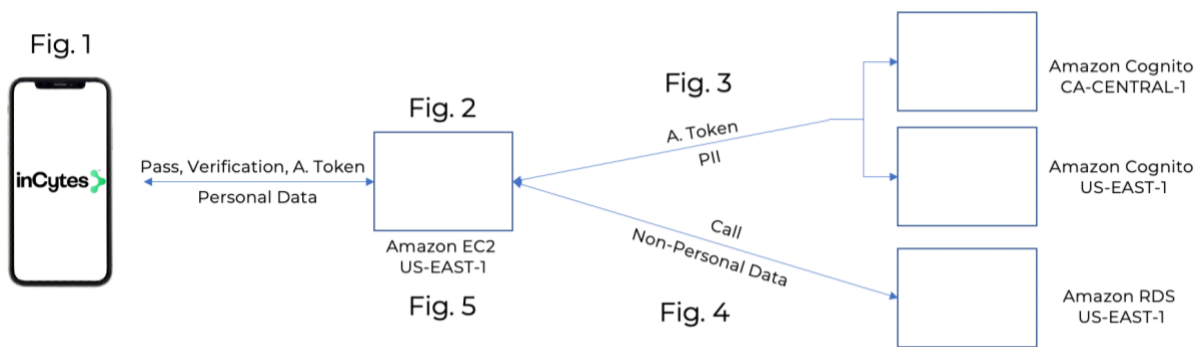 Fig. 1
inCytes
Pass, Verification, A. Token
Personal Data
Fig. 2
Amazon EC2
US-EAST-1
Fig. 5
Fig. 3
A. Token
PII
Call
Non-Personal Data
Fig. 4
Amazon Cognito
CA-CENTRAL-1
Amazon Cognito
US-EAST-1
Amazon RDS
US-EAST-1